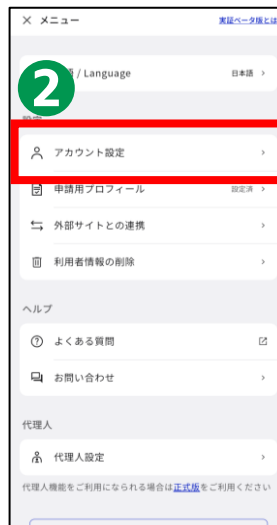 × メニュー 実証ベータ版とは
2
/ Language 日本語 >
アカウント設定 >
申請用プロフィール 設定済 >
外部サイトとの連携 >
利用者情報の削除 >
ヘルプ
よくある質問
お問い合わせ >
代理人
代理人設定 >
代理人機能をご利用になられる場合は正式版をご利用ください